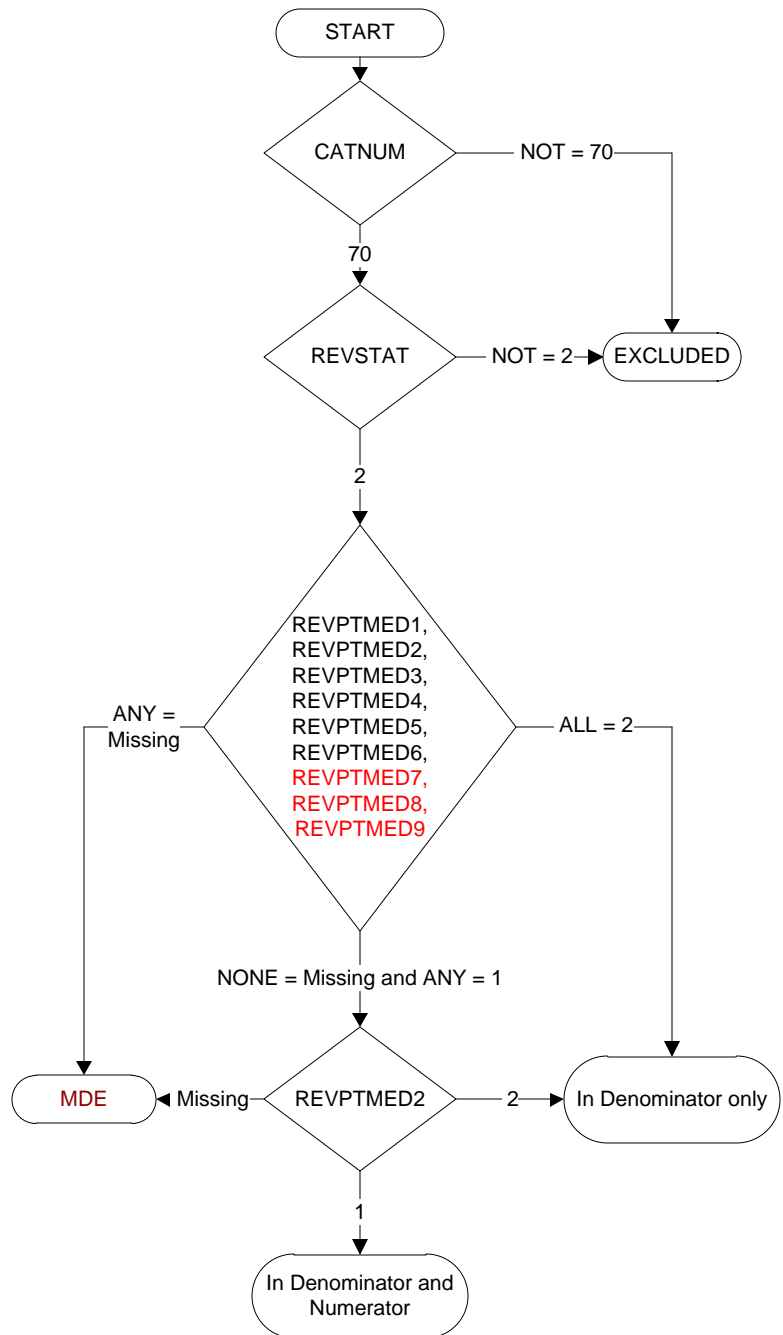 START
CATNUM
NOT = 70
70
REVSTAT
NOT = 2
EXCLUDED
2
REVPTMED1,
REVPTMED2,
REVPTMED3,
REVPTMED4,
REVPTMED5,
REVPTMED6,
REVPTMED7,
REVPTMED8,
REVPTMED9
ANY =
Missing
ALL = 2
NONE = Missing and ANY = 1
MDE
Missing
REVPTMED2
2
In Denominator only
1
In Denominator and
Numerator